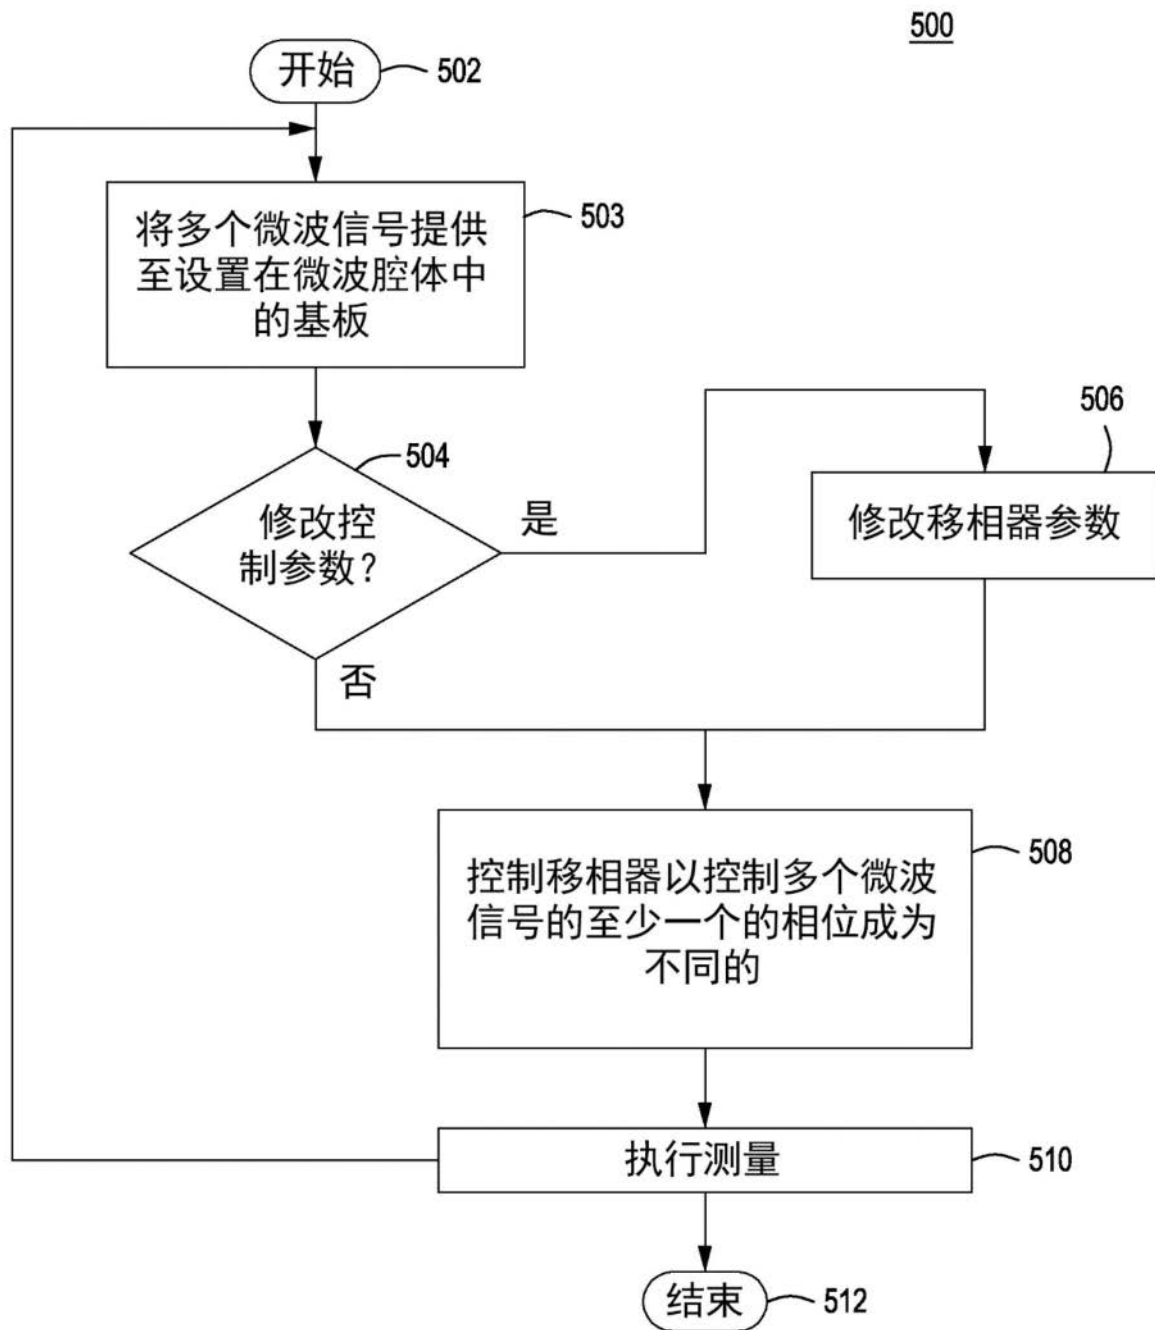 500
开始
502
将多个微波信号提供
至设置在微波腔体中
的基板
503
504
修改控
制参数?
是
506
修改移相器参数
否
控制移相器以控制多个微波
信号的至少一个的相位成为
不同的
508
执行测量
510
结束
512